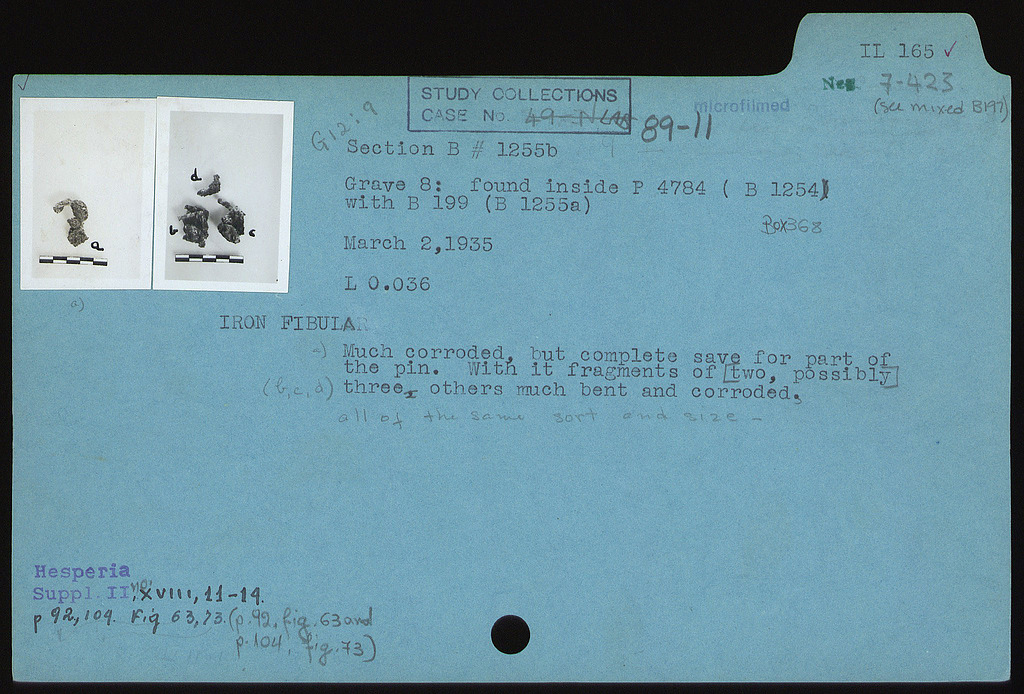 IL 165 ✓
Neg 7-423
(see mixed B197)
✓
STUDY COLLECTIONS
CASE No. 49-N
89-11
microfilmed
G12:9
Section B # 1255b
Grave 8: found inside P 4784 ( B 1254)
with B 199 (B 1255a)
Box368
March 2,1935
L 0.036
a
d
b
c
a)
IRON FIBULA
a) Much corroded, but complete save for part of
the pin. With it fragments of [two, possibly]
(b,c,d) three, others much bent and corroded.
all of the same sort and size -
Hesperia
Suppl. II, no. XVIII, 11-14.
p 92, 104. Fig 63, 73. (p. 92, fig. 63 and
p. 104, fig. 73)